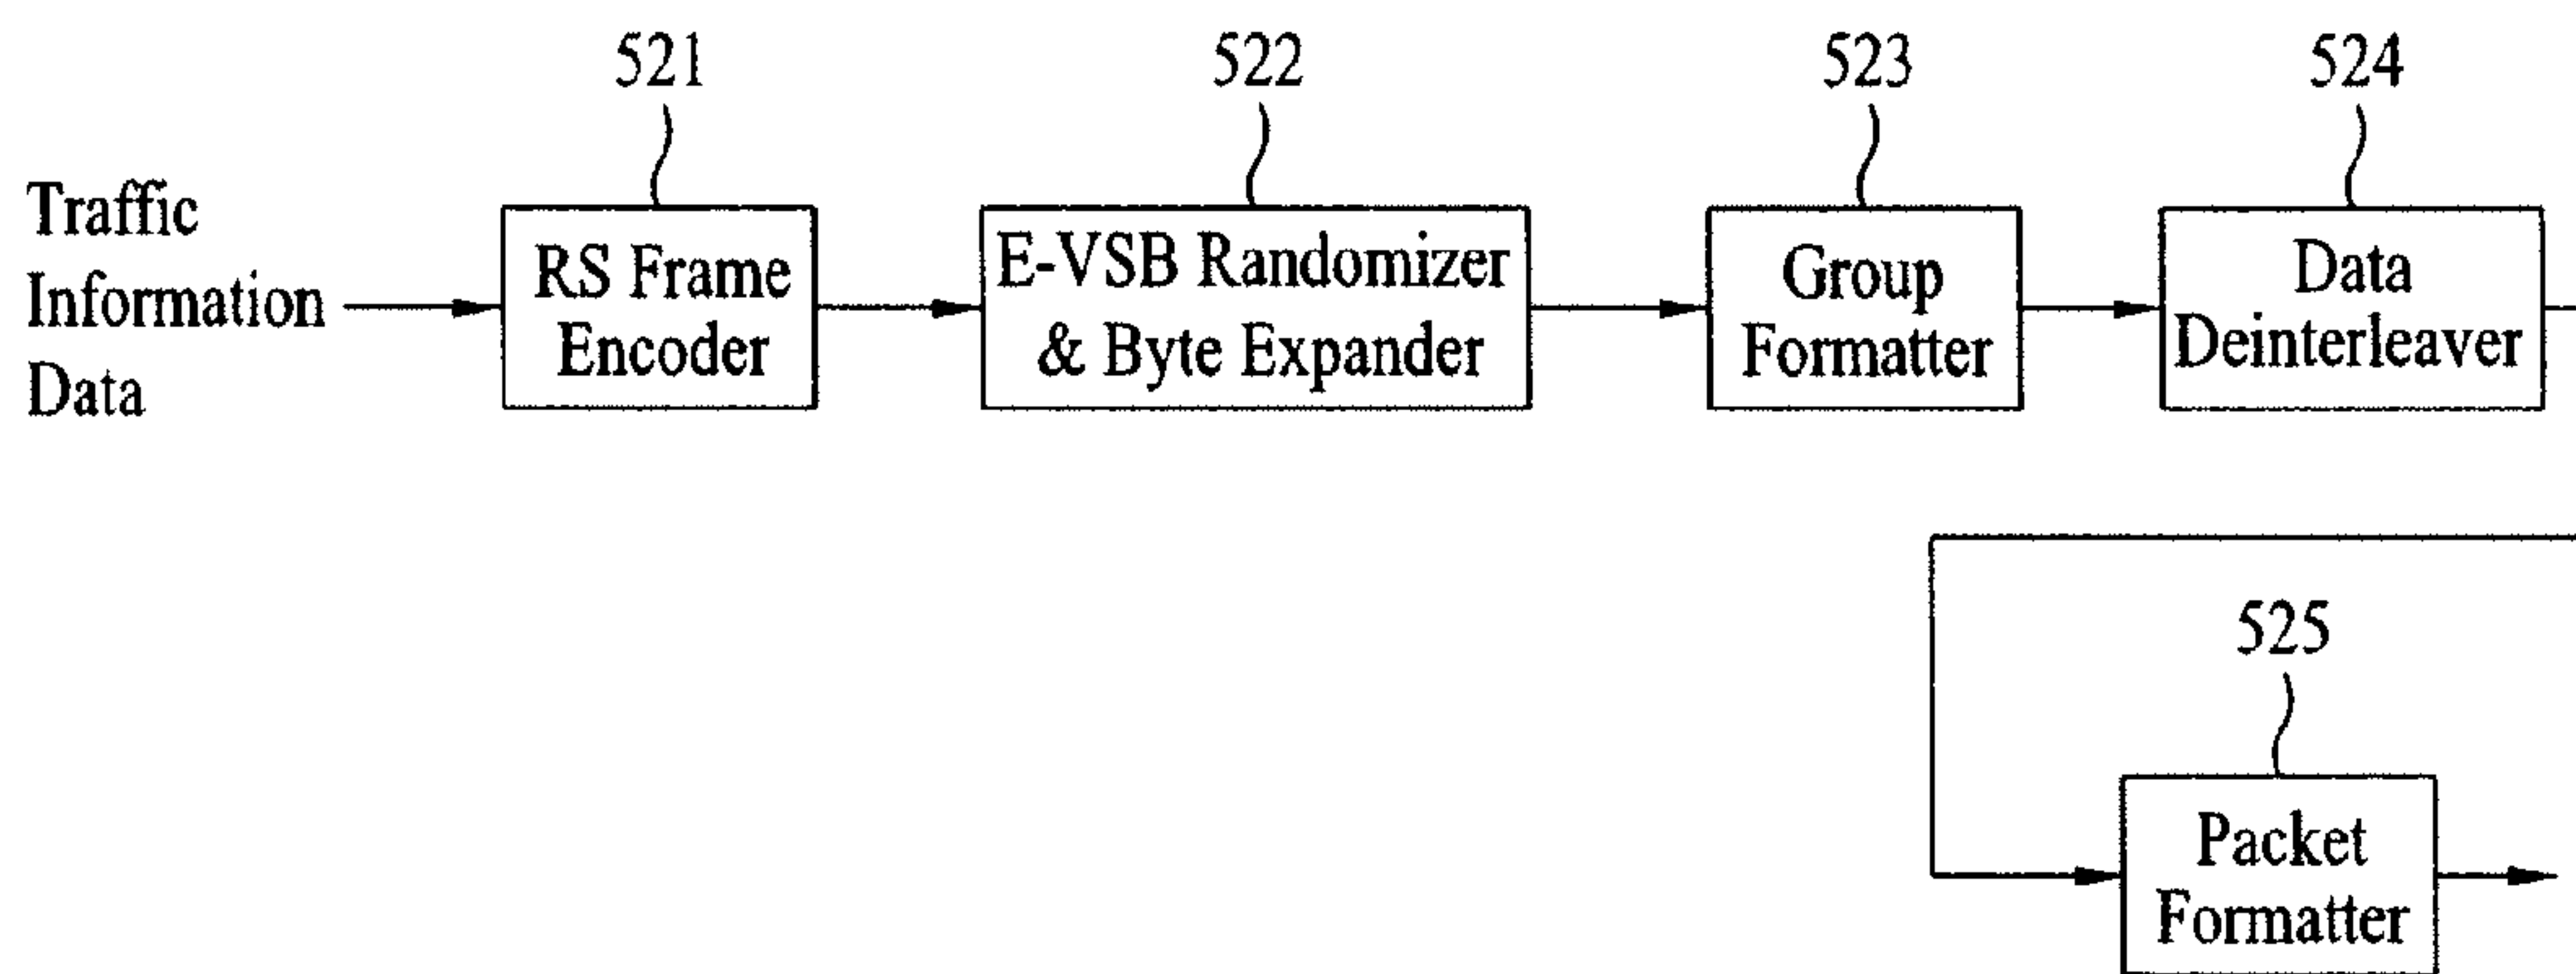 521
522
523
524
Traffic
Information
Data
RS Frame
Encoder
E-VSB Randomizer
& Byte Expander
Group
Formatter
Data
Deinterleaver
525
Packet
Formatter